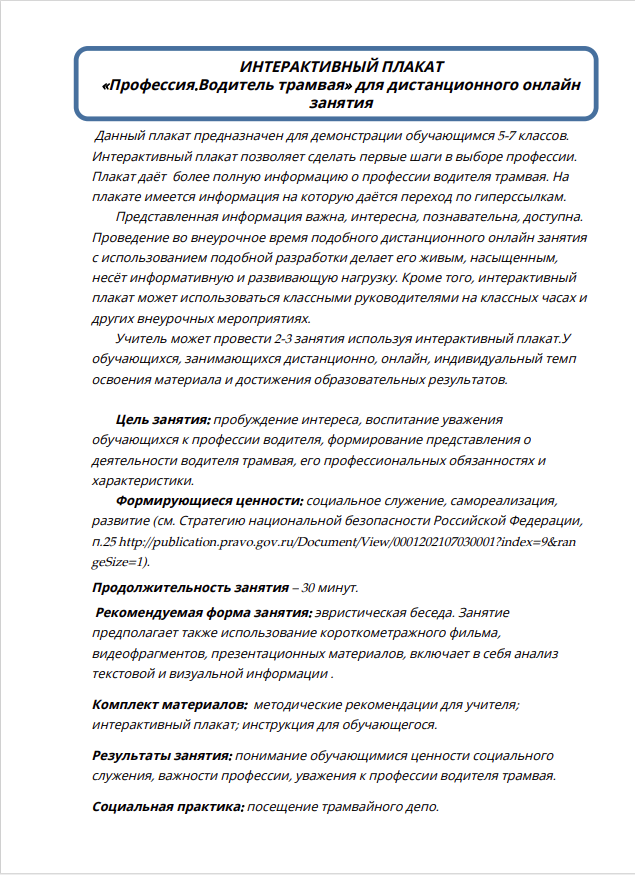 ИНТЕРАКТИВНЫЙ ПЛАКАТ
«Профессия.Водитель трамвая» для дистанционного онлайн
занятия
Данный плакат предназначен для демонстрации обучающимся 5-7 классов.
Интерактивный плакат позволяет сделать первые шаги в выборе профессии.
Плакат даёт более полную информацию о профессии водителя трамвая. На
плакате имеется информация на которую даётся переход по гиперссылкам.
Представленная информация важна, интересна, познавательна, доступна.
Проведение во внеурочное время подобного дистанционного онлайн занятия
с использованием подобной разработки делает его живым, насыщенным,
несёт информативную и развивающую нагрузку. Кроме того, интерактивный
плакат может использоваться классными руководителями на классных часах и
других внеурочных мероприятиях.
Учитель может провести 2-3 занятия используя интерактивный плакат.У
обучающихся, занимающихся дистанционно, онлайн, индивидуальный темп
освоения материала и достижения образовательных результатов.
Цель занятия: пробуждение интереса, воспитание уважения
обучающихся к профессии водителя, формирование представления о
деятельности водителя трамвая, его профессиональных обязанностях и
характеристики.
Формирующиеся ценности: социальное служение, самореализация,
развитие (см. Стратегию национальной безопасности Российской Федерации,
п.25 http://publication.pravo.gov.ru/Document/View/0001202107030001?index=9&ran
geSize=1).
Продолжительность занятия – 30 минут.
Рекомендуемая форма занятия: эвристическая беседа. Занятие
предполагает также использование короткометражного фильма,
видеофрагментов, презентационных материалов, включает в себя анализ
текстовой и визуальной информации .
Комплект материалов: методические рекомендации для учителя;
интерактивный плакат; инструкция для обучающегося.
Результаты занятия: понимание обучающимися ценности социального
служения, важности профессии, уважения к профессии водителя трамвая.
Социальная практика: посещение трамвайного депо.